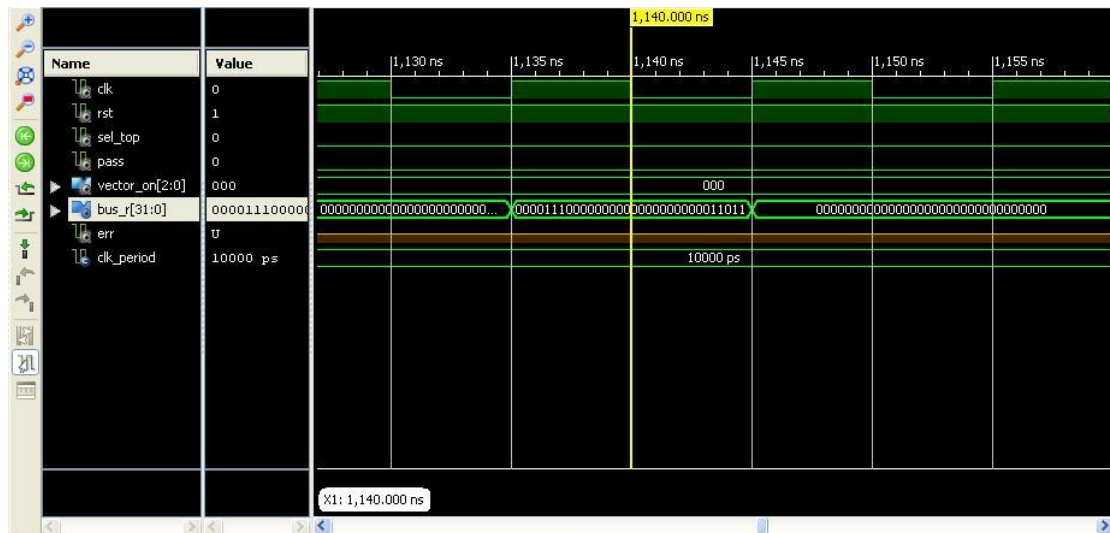 1,140.000 ns
Name Value 1,130 ns 1,135 ns 1,140 ns 1,145 ns 1,150 ns 1,155 ns
clk 0
rst 1
sel_top 0
pass 0
vector_on[2:0] 000 000
bus_r[31:0] 000011100000 0000000000000000000000... 00001110000000000000000000011011 00000000000000000000000000000000
err U
clk_period 10000 ps 10000 ps
X1: 1,140.000 ns